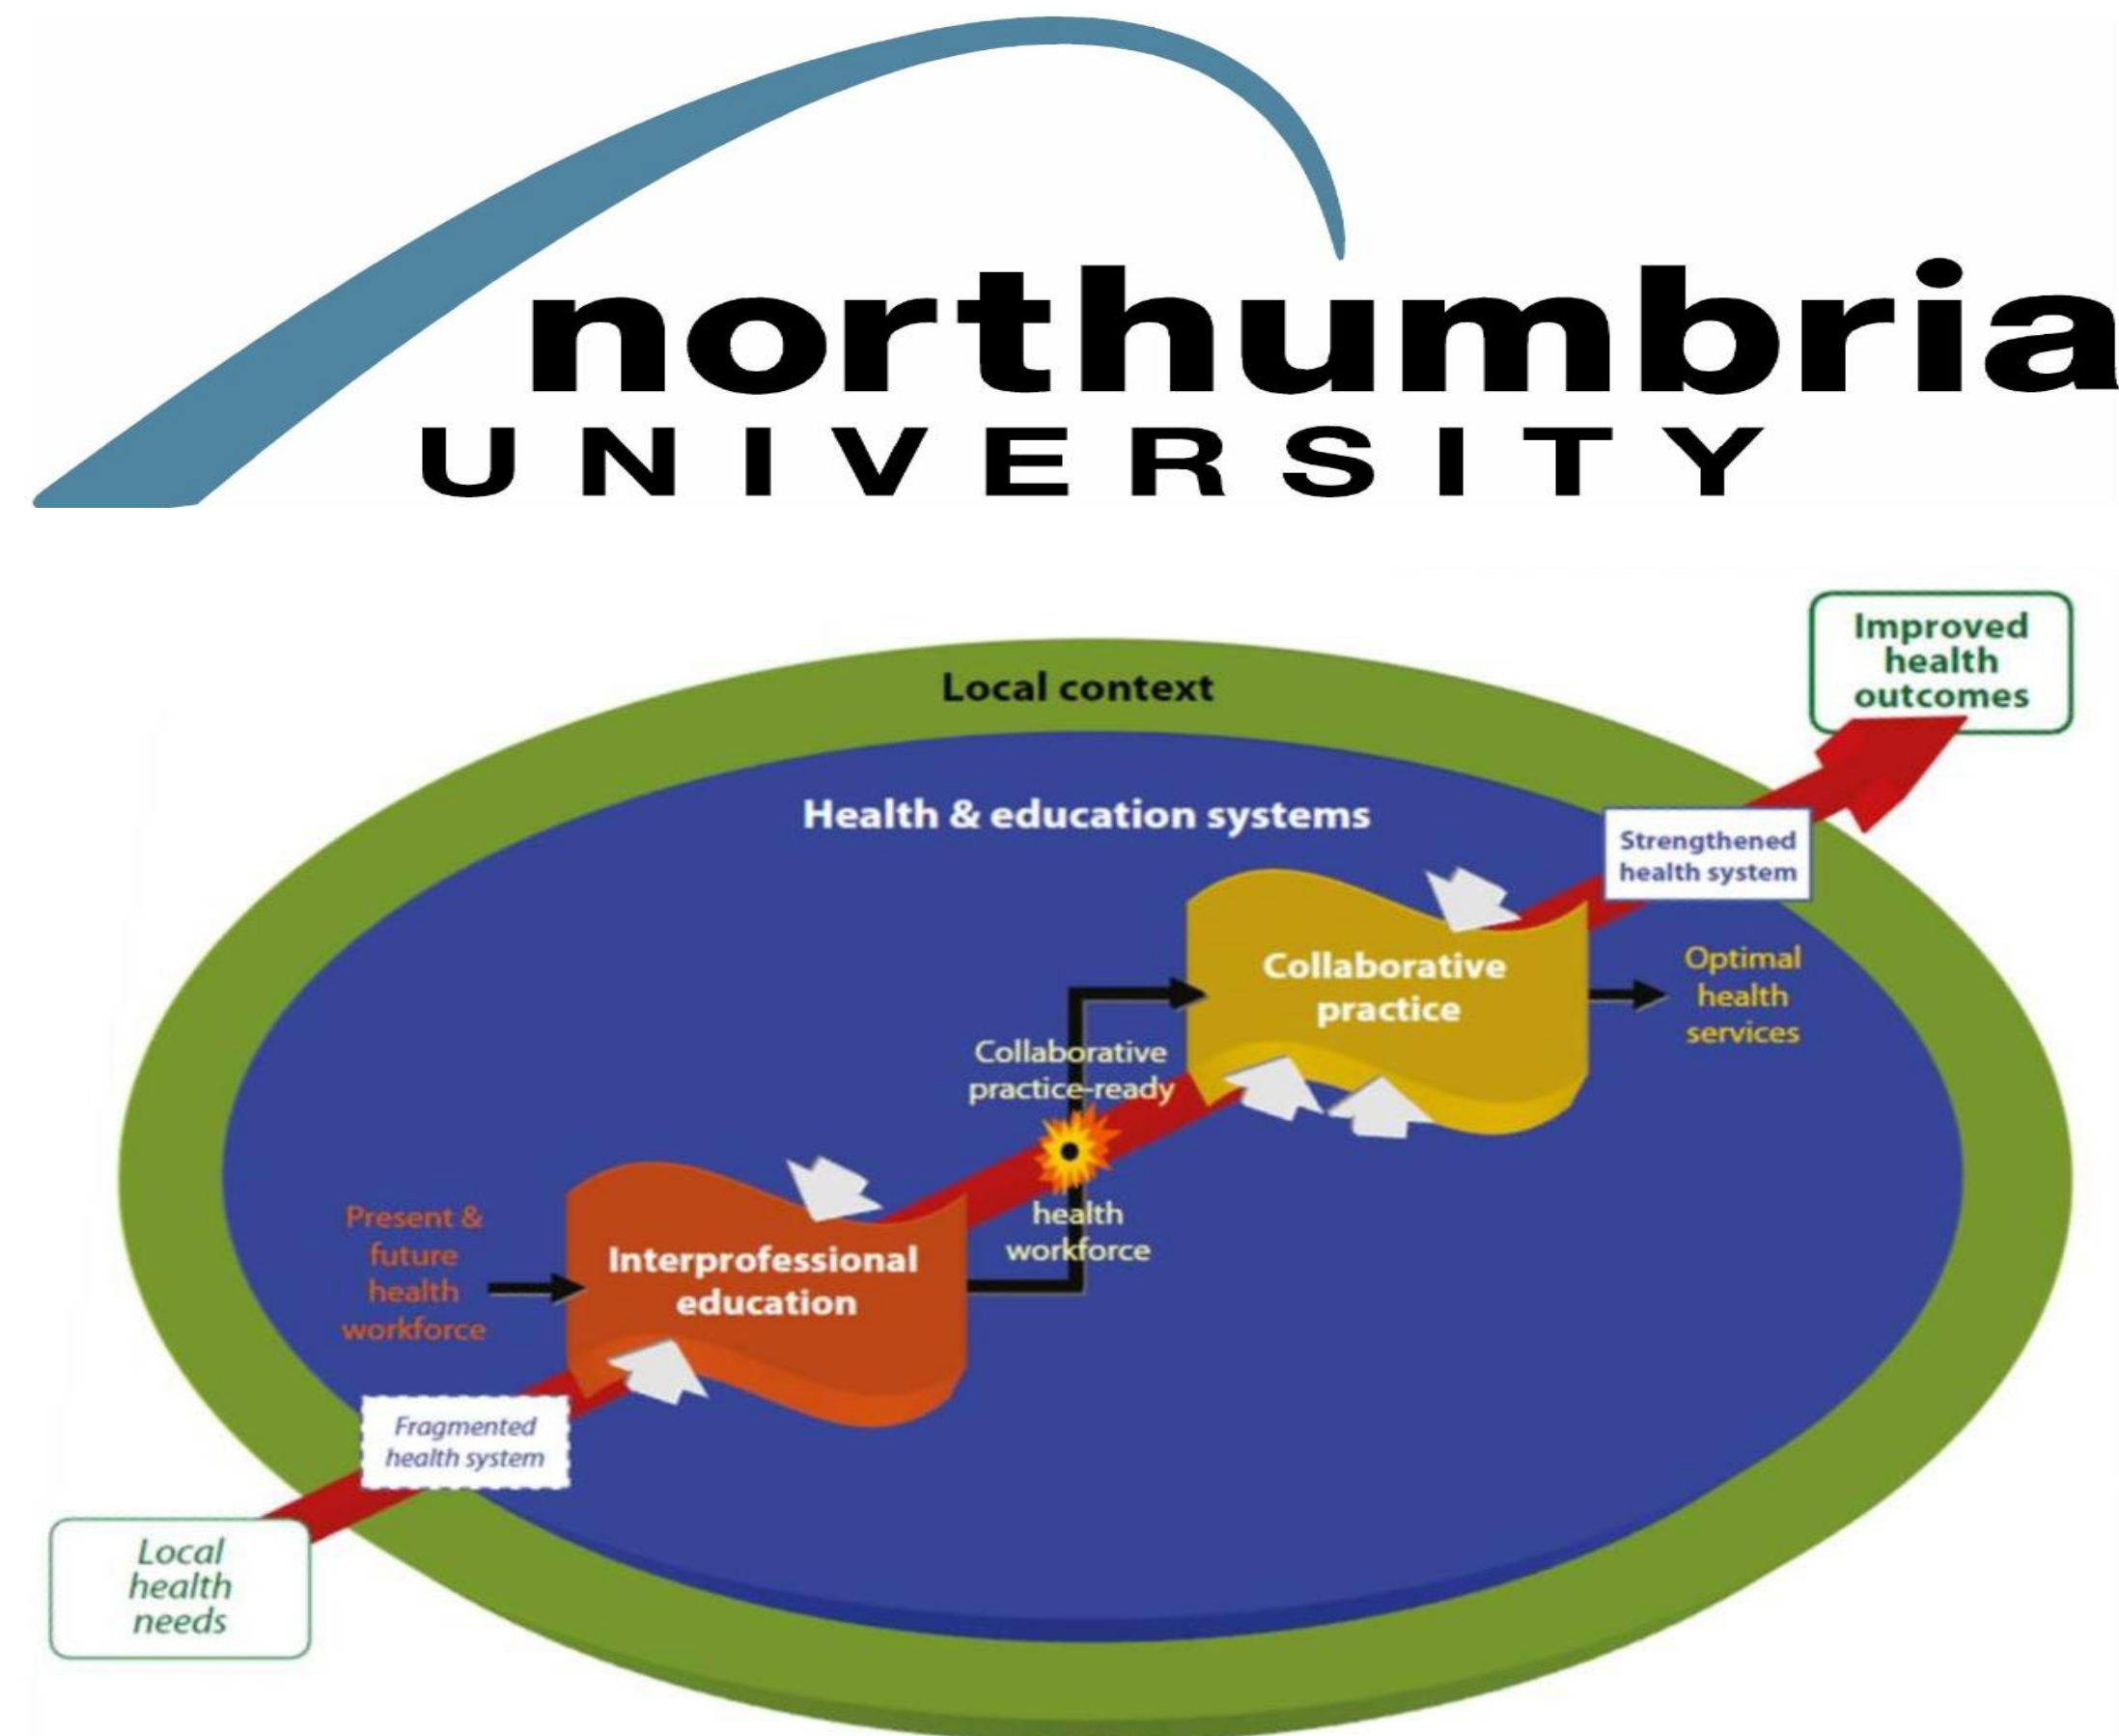 northumbria
UNIVERSITY
Improved
health
outcomes
Local context
Health & education systems
Strengthened
health system
Collaborative
practice
Optimal
health
services
Collaborative
practice-ready
health
workforce
Present &
future
health
workforce
Interprofessional
education
Fragmented
health system
Local
health
needs